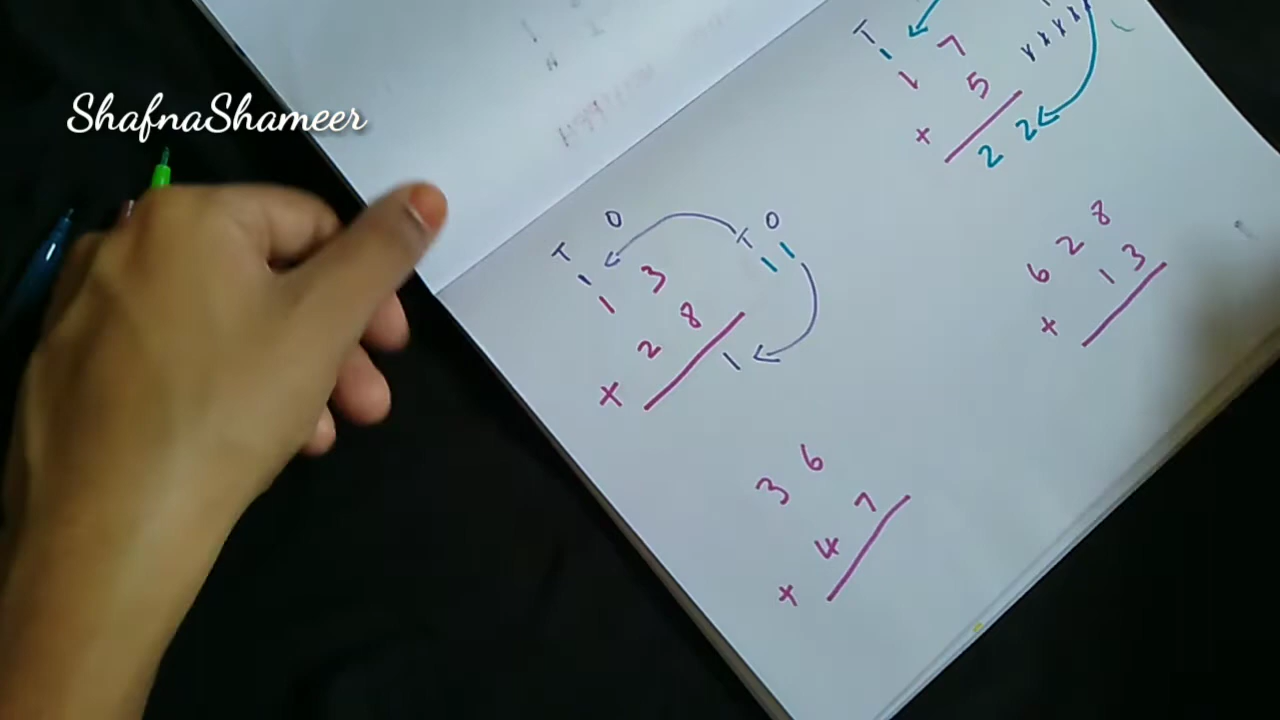 ShafnaShameer
T
1 7
1 5
+
2 2
T O T O
1 1 1
1 3
2 8
+
1
6 2 8
1 3
+
3 6
4 7
+